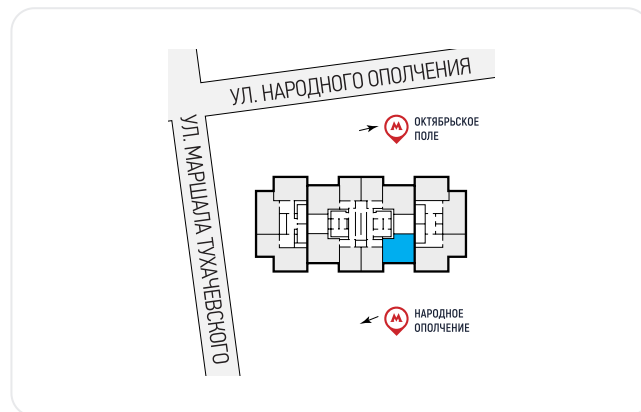 УЛ. НАРОДНОГО ОПОЛЧЕНИЯ
УЛ. МАРШАЛА ТУХАЧЕВСКОГО
М ОКТЯБРЬСКОЕ
ПОЛЕ
М НАРОДНОЕ
ОПОЛЧЕНИЕ